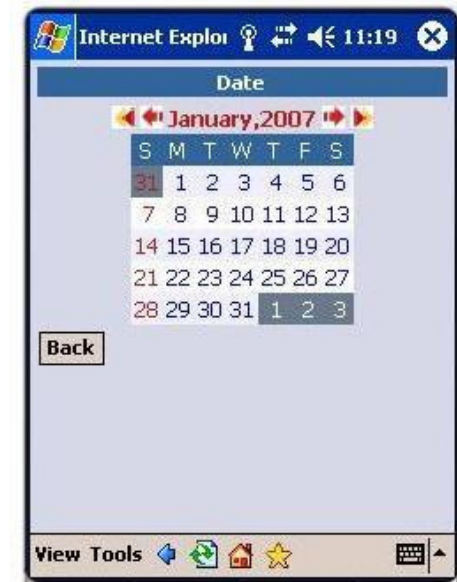 Internet Explor 11:19
Date
January,2007
S M T W T F S
31 1 2 3 4 5 6
7 8 9 10 11 12 13
14 15 16 17 18 19 20
21 22 23 24 25 26 27
28 29 30 31 1 2 3
Back
View Tools